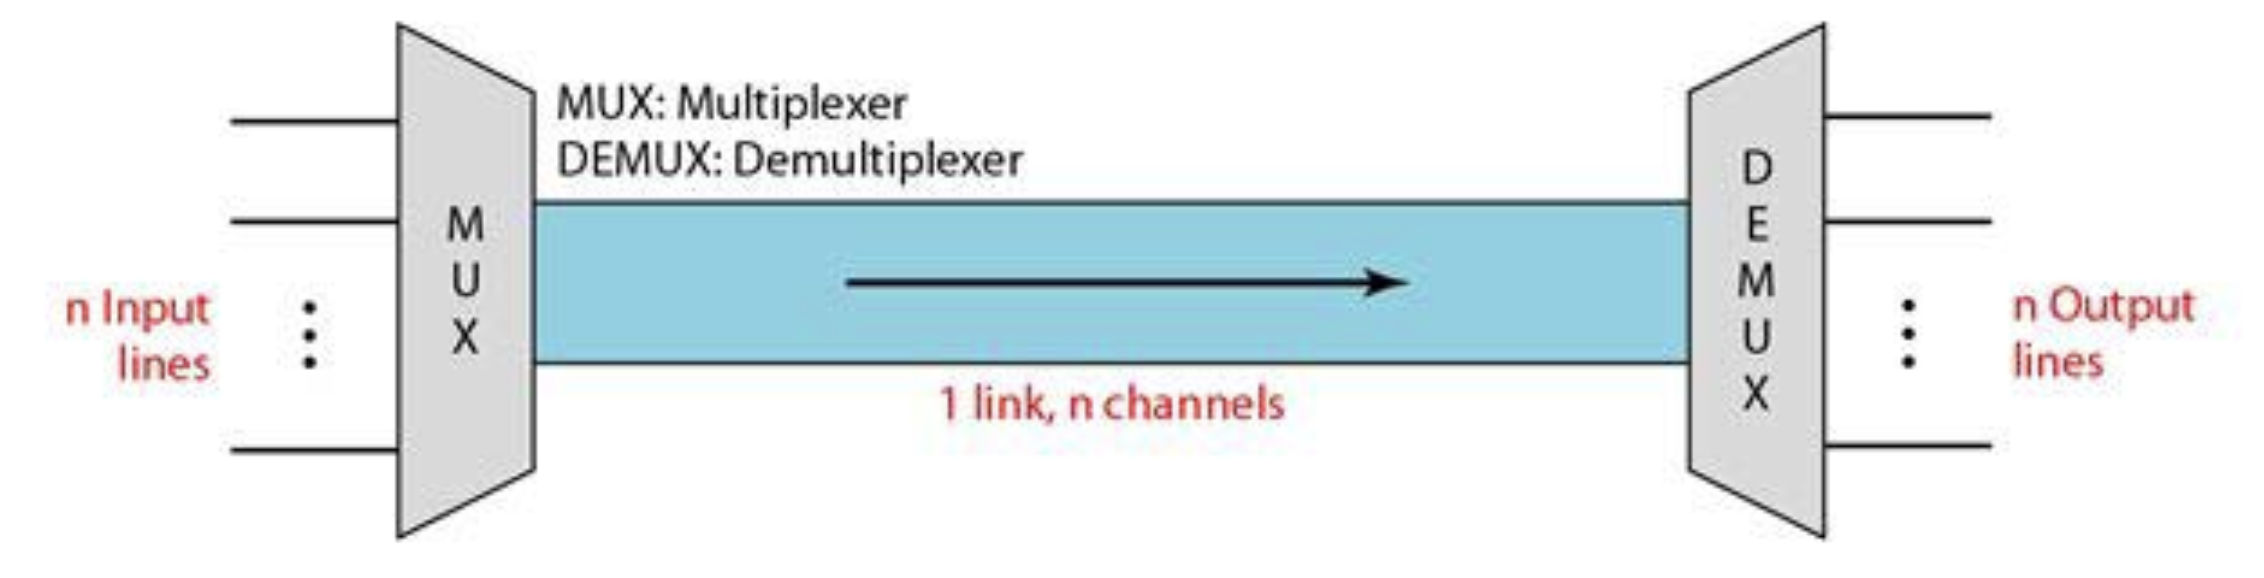 MUX: Multiplexer
DEMUX: Demultiplexer
M
U
X
n Input
lines
1 link, n channels
D
E
M
U
X
n Output
lines